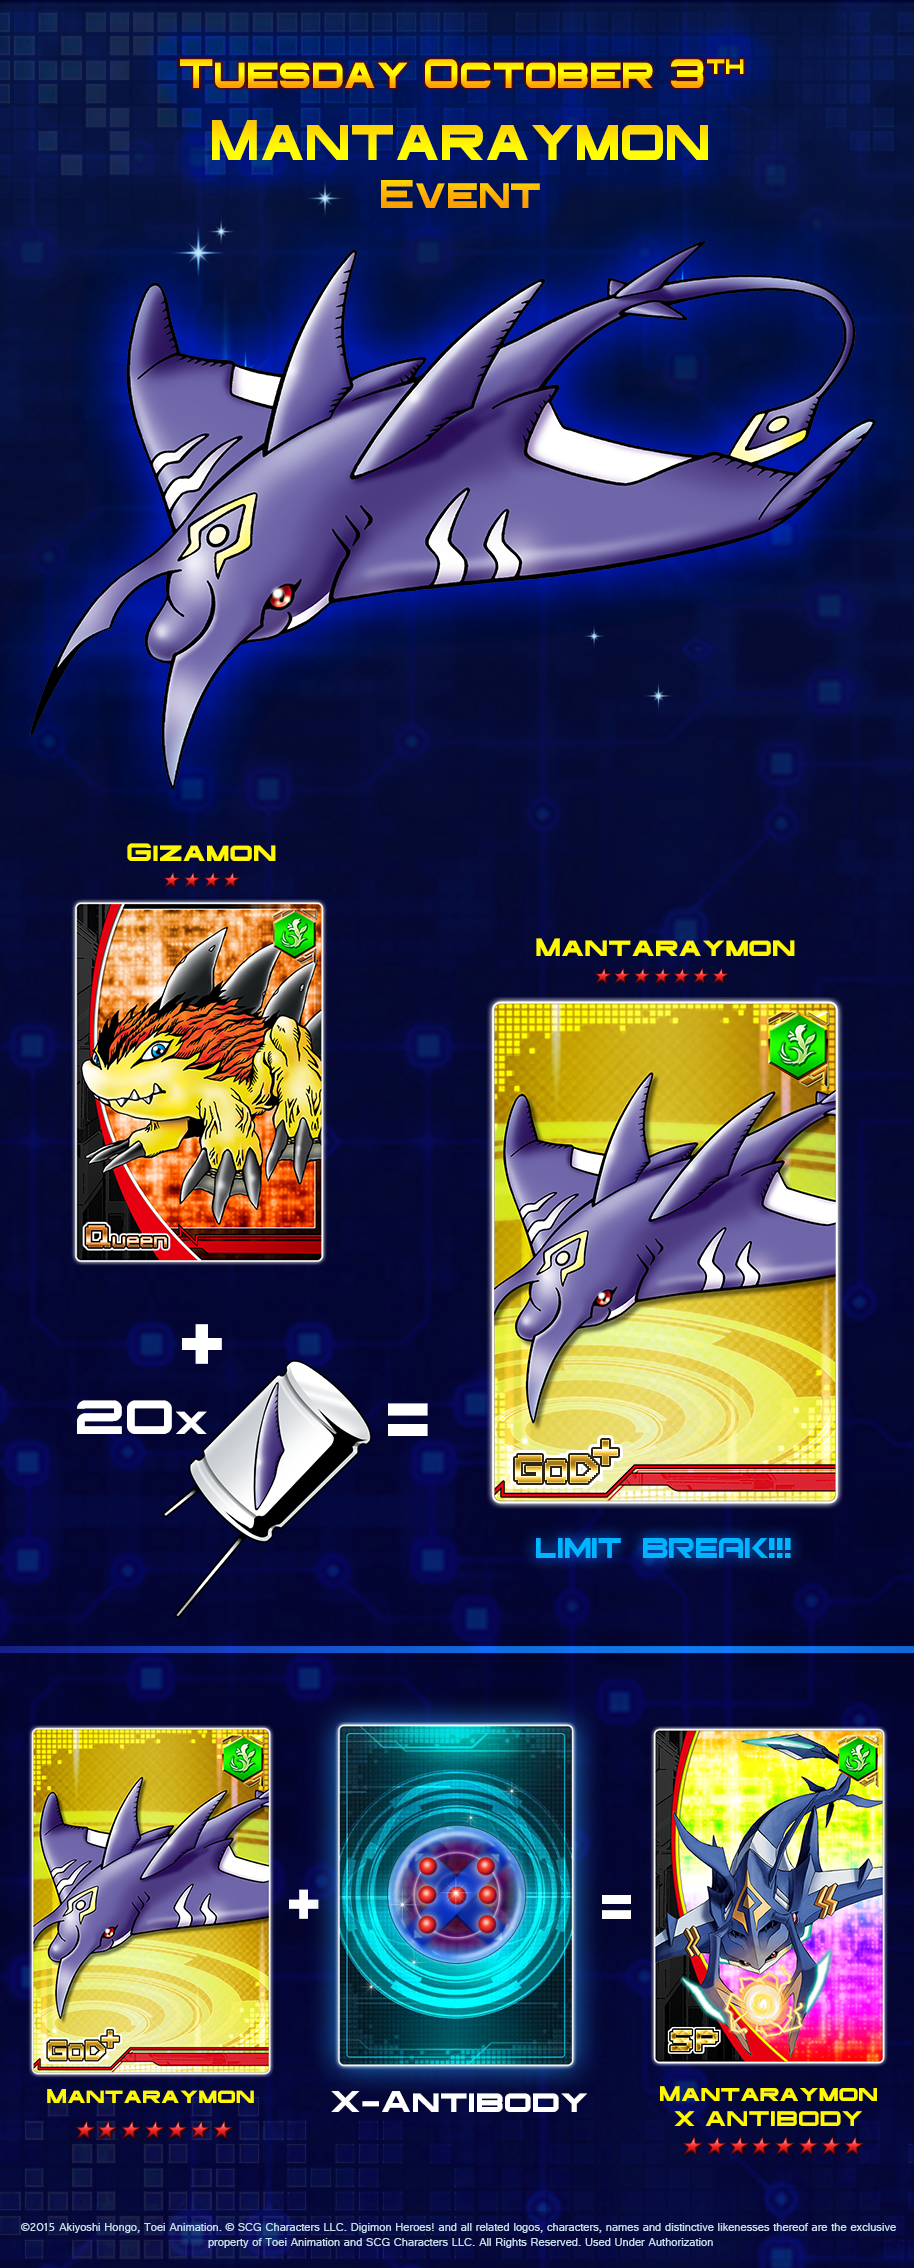 Tuesday October 3TH
Mantaraymon
Event
Gizamon
Queen
Mantaraymon
GoD+
+
20x
=
LIMIT BREAK!!!
+
=
GoD+
SP
Mantaraymon
X-Antibody
Mantaraymon
X ANTIBODY
©2015 Akiyoshi Hongo, Toei Animation. © SCG Characters LLC. Digimon Heroes! and all related logos, characters, names and distinctive likenesses thereof are the exclusive
property of Toei Animation and SCG Characters LLC. All Rights Reserved. Used Under Authorization